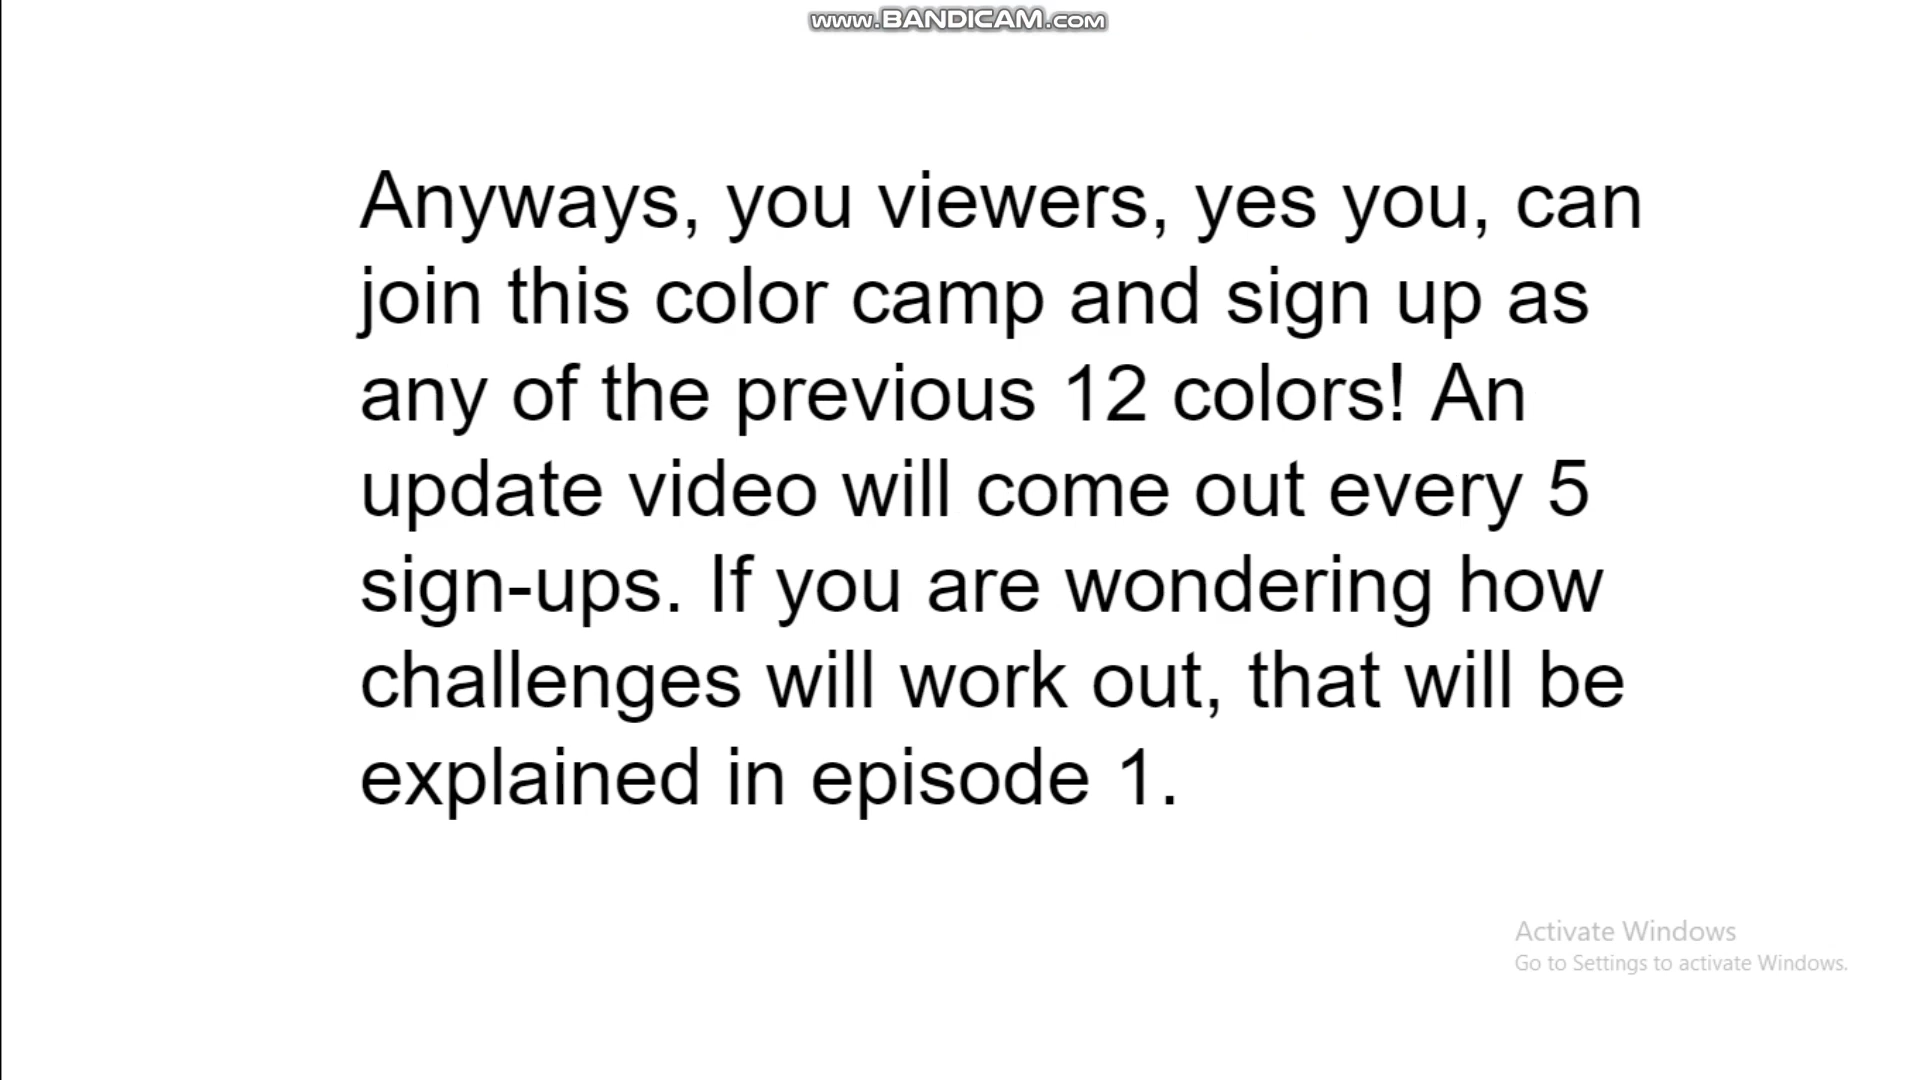 www.BANDICAM.com
Anyways, you viewers, yes you, can
join this color camp and sign up as
any of the previous 12 colors! An
update video will come out every 5
sign-ups. If you are wondering how
challenges will work out, that will be
explained in episode 1.
Activate Windows
Go to Settings to activate Windows.